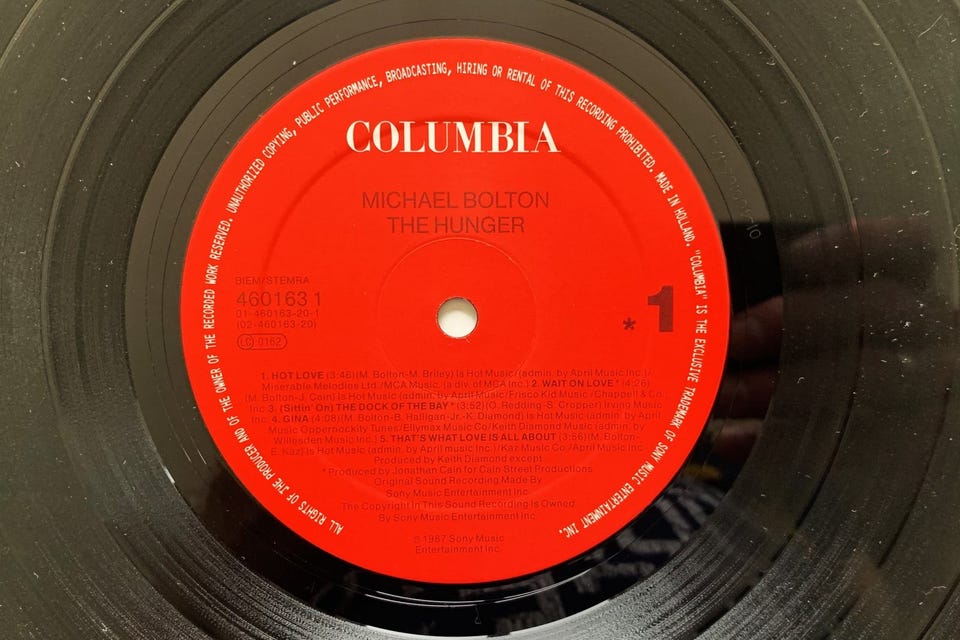 ALL RIGHTS OF THE PRODUCER AND OF THE OWNER OF THE RECORDED WORK RESERVED. UNAUTHORIZED COPYING, PUBLIC PERFORMANCE, BROADCASTING, HIRING OR RENTAL OF THIS RECORDING PROHIBITED. MADE IN HOLLAND. "COLUMBIA" IS THE EXCLUSIVE TRADEMARK OF SONY MUSIC ENTERTAINMENT INC.
COLUMBIA
MICHAEL BOLTON
THE HUNGER
BIEM/STEMRA
460163 1
01-460163-20-1
(02-460163-20)
LC 0162
* 1
1. HOT LOVE (3:46)(M. Bolton-M. Briley) Is Hot Music/(admin. by April Music Inc.)/
Miserable Melodies Ltd./MCA Music. (a div of MCA Inc.) 2. WAIT ON LOVE* (4:26)
(M. Bolton-J. Cain) Is Hot Music (admin. by April Music/Frisco Kid Music/Chappell & Co.,
Inc. 3. (Sittin' On) THE DOCK OF THE BAY* (3:52)(O. Redding-S. Cropper) Irving Music
Inc. 4. GINA (4:08)(M. Bolton-B. Halligan Jr.-K. Diamond) Is Hot Music (admin. by April
Music Oppernockity Tunes/Ellymax Music Co/Keith Diamond Music (admin. by
Willesden Music Inc.) 5. THAT'S WHAT LOVE IS ALL ABOUT (3:56)(M. Bolton-
E. Kaz) Is Hot Music (admin. by April music Inc.)/Kaz Music Co./April Music Inc
Produced by Keith Diamond except
* Produced by Jonathan Cain for Cain Street Productions
Original Sound Recording Made By
Sony Music Entertainment Inc
The Copyright In This Sound Recording Is Owned
By Sony Music Entertainment Inc
℗ 1987 Sony Music
Entertainment Inc.